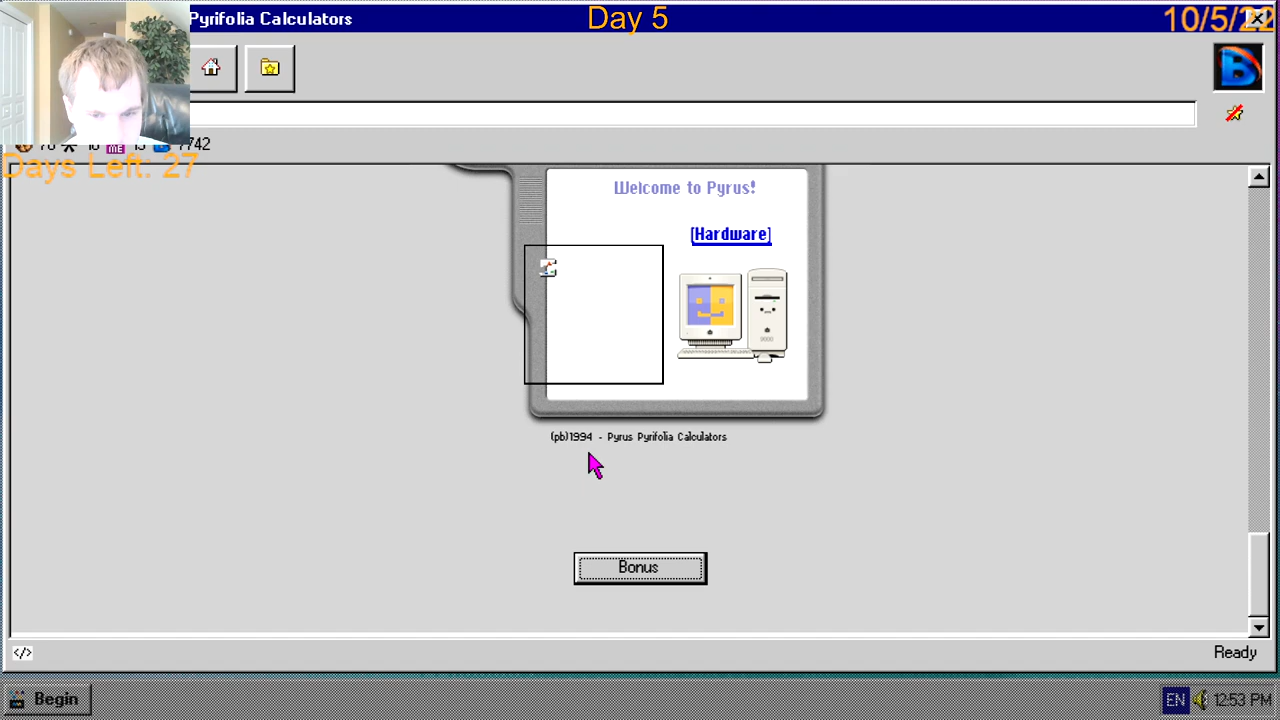 Pyrifolia Calculators
Day 5
10/5/22
7742
Days Left: 27
Welcome to Pyrus!
[Hardware]
(pb)1994 - Pyrus Pyrifolia Calculators
Bonus
</>
Ready
Begin
EN
12:53 PM